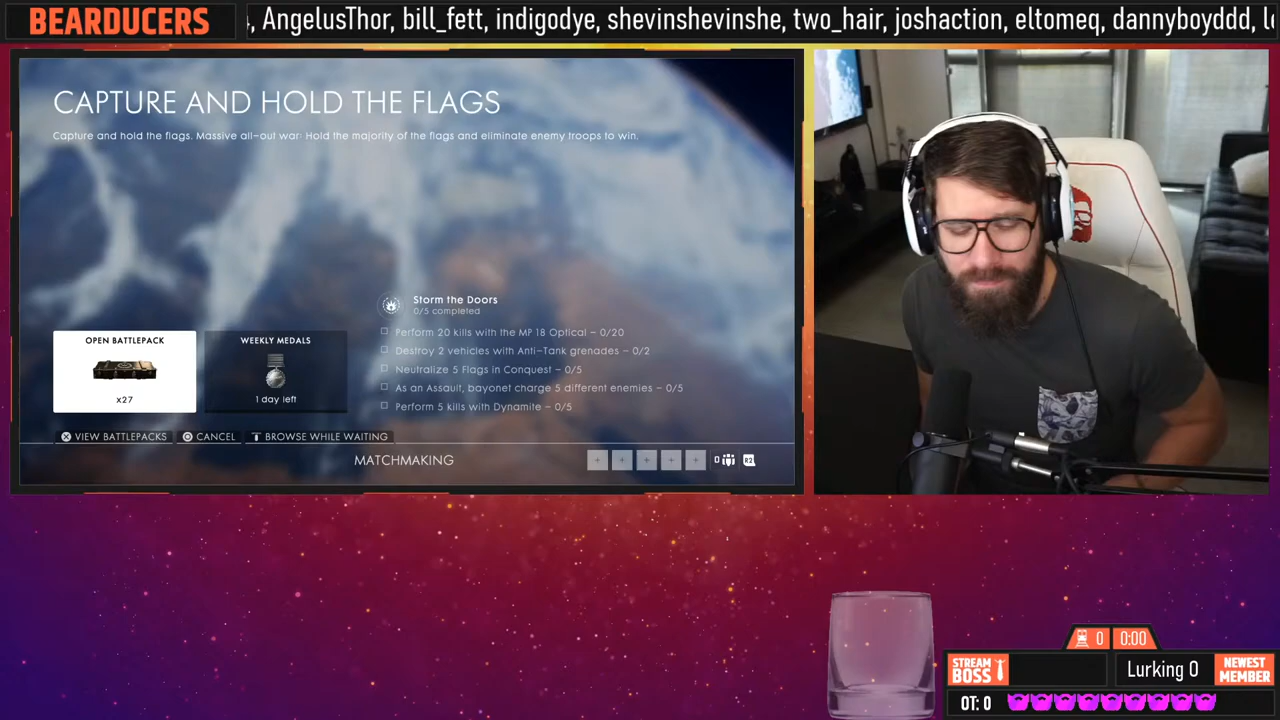 BEARDUCERS
, AngelusThor, bill_fett, indigodye, shevinshevinshe, two_hair, joshaction, eltomeq, dannyboyddd,
CAPTURE AND HOLD THE FLAGS
Capture and hold the flags. Massive all-out war. Hold the majority of the flags and eliminate enemy troops to win.
Storm the Doors
0/5 completed
Perform 20 kills with the MP 18 Optical – 0/20
Destroy 2 vehicles with Anti-Tank grenades – 0/2
Neutralize 5 Flags in Conquest – 0/5
As an Assault, bayonet charge 5 different enemies – 0/5
Perform 5 kills with Dynamite – 0/5
OPEN BATTLEPACK
x27
WEEKLY MEDALS
1 day left
VIEW BATTLEPACKS CANCEL BROWSE WHILE WAITING
MATCHMAKING
0 R2
0 0:00
STREAM BOSS
Lurking 0
NEWEST MEMBER
OT: 0